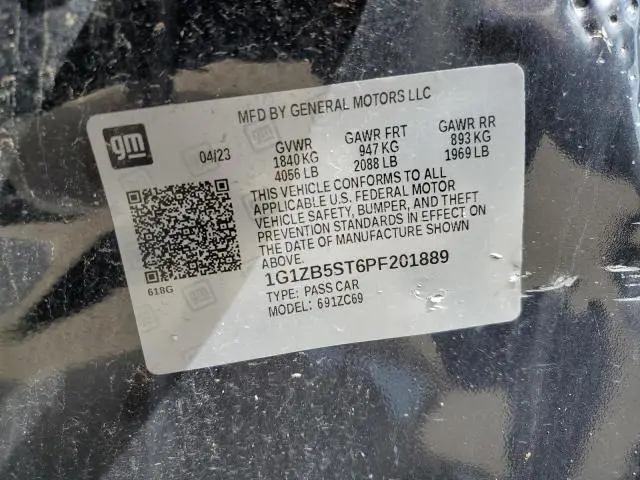 MFD BY GENERAL MOTORS LLC
gm
04/23
GVWR GAWR FRT GAWR RR
1840 KG 947 KG 893 KG
4056 LB 2088 LB 1969 LB
THIS VEHICLE CONFORMS TO ALL
APPLICABLE U.S. FEDERAL MOTOR
VEHICLE SAFETY, BUMPER, AND THEFT
PREVENTION STANDARDS IN EFFECT ON
THE DATE OF MANUFACTURE SHOWN
ABOVE.
618G
1G1ZB5ST6PF201889
TYPE: PASS CAR
MODEL: 691ZC69